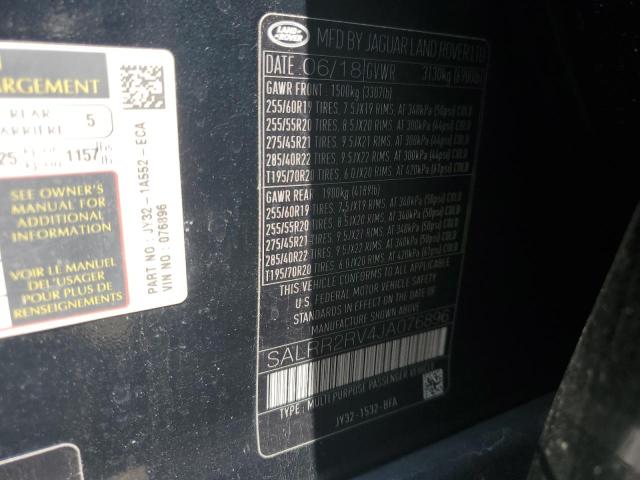 ARGEMENT
REAR
ARRIÈRE
5
25 kg 1157
SEE OWNER'S
MANUAL FOR
ADDITIONAL
INFORMATION
VOIR LE MANUEL
DE L'USAGER
POUR PLUS DE
RENSEIGNEMENTS
PART NO: JY32-1A552-ECA
VIN NO: 076896
LAND ROVER
MFD BY JAGUAR LAND ROVER LTD
DATE 06/18 GVWR 3130kg (6900lb)
GAWR FRONT 1500kg (3307lb)
255/60R19 TIRES, 7.5JX19 RIMS, AT 340kPa (50psi) COLD
255/55R20 TIRES, 8.5JX20 RIMS, AT 300kPa (44psi) COLD
275/45R21 TIRES, 9.5JX21 RIMS, AT 300kPa (44psi) COLD
285/40R22 TIRES, 9.5JX22 RIMS, AT 300kPa (44psi) COLD
T195/70R20 TIRES, 6.0JX20 RIMS, AT 420kPa (61psi) COLD
GAWR REAR 1900kg (4189lb)
255/60R19 TIRES, 7.5JX19 RIMS, AT 340kPa (50psi) COLD
255/55R20 TIRES, 8.5JX20 RIMS, AT 340kPa (50psi) COLD
275/45R21 TIRES, 9.5JX21 RIMS, AT 340kPa (50psi) COLD
285/40R22 TIRES, 9.5JX22 RIMS, AT 340kPa (50psi) COLD
T195/70R20 TIRES, 6.0JX20 RIMS, AT 420kPa (61psi) COLD
THIS VEHICLE CONFORMS TO ALL APPLICABLE
U.S. FEDERAL MOTOR VEHICLE SAFETY
STANDARDS IN EFFECT ON THE DATE OF
MANUFACTURE SHOWN ABOVE.
SALRR2RV4JA076896
TYPE: MULTI PURPOSE PASSENGER VEHICLE
JY32-1532-BFA